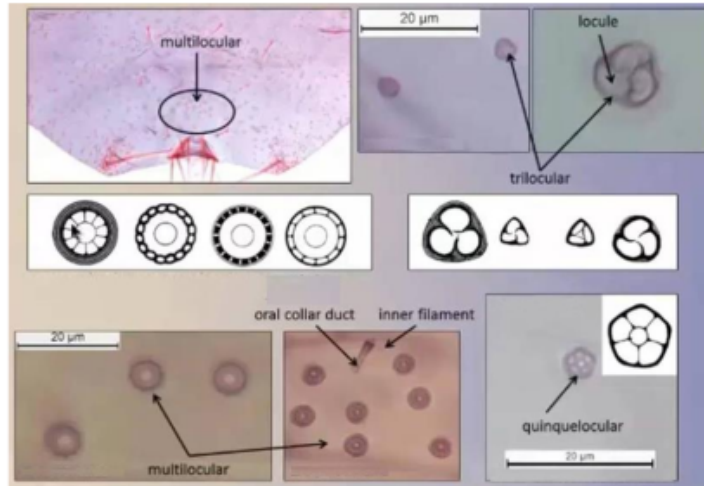 multilocular
20 µm
locule
trilocular
oral collar duct
inner filament
20 µm
multilocular
quinquelocular
20 µm